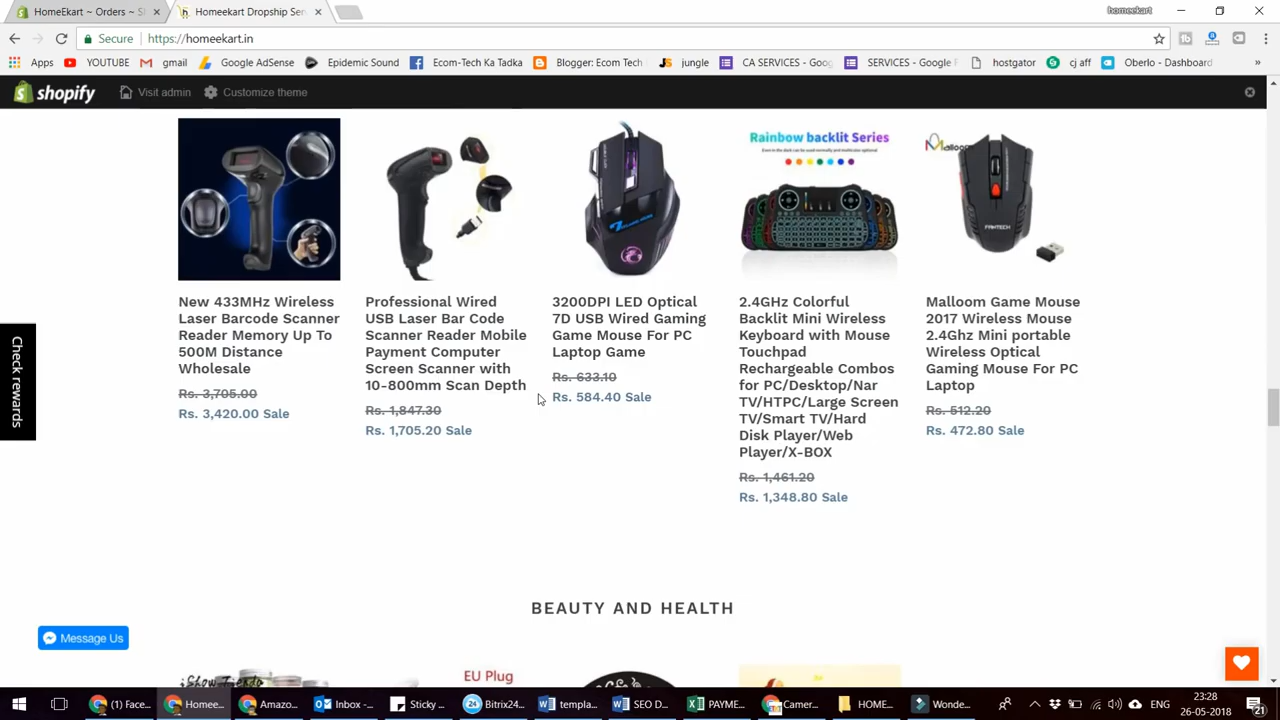 HomeEkart ~ Orders ~ S
Homeekart Dropship Ser
homeekart
Secure
https://homeekart.in
Apps
YOUTUBE
gmail
Google AdSense
Epidemic Sound
Ecom-Tech Ka Tadka
Blogger: Ecom Tech
jungle
CA SERVICES - Goog
SERVICES - Google F
hostgator
cj aff
Oberlo - Dashboard
»
shopify
Visit admin
Customize theme
Rainbow backlit Series
Malloom
FANTECH
New 433MHz Wireless
Laser Barcode Scanner
Reader Memory Up To
500M Distance
Wholesale
Rs. 3,705.00
Rs. 3,420.00 Sale
Professional Wired
USB Laser Bar Code
Scanner Reader Mobile
Payment Computer
Screen Scanner with
10-800mm Scan Depth
Rs. 1,847.30
Rs. 1,705.20 Sale
3200DPI LED Optical
7D USB Wired Gaming
Game Mouse For PC
Laptop Game
Rs. 633.10
Rs. 584.40 Sale
2.4GHz Colorful
Backlit Mini Wireless
Keyboard with Mouse
Touchpad
Rechargeable Combos
for PC/Desktop/Nar
TV/HTPC/Large Screen
TV/Smart TV/Hard
Disk Player/Web
Player/X-BOX
Rs. 1,461.20
Rs. 1,348.80 Sale
Malloom Game Mouse
2017 Wireless Mouse
2.4Ghz Mini portable
Wireless Optical
Gaming Mouse For PC
Laptop
Rs. 512.20
Rs. 472.80 Sale
Check rewards
BEAUTY AND HEALTH
Message Us
EU Plug
(1) Face...
Homee...
Amazo...
Inbox - ...
Sticky ...
Bitrix24...
templa...
SEO D...
PAYME...
Camer...
HOME...
Wonde...
ENG
23:28
26-05-2018
21